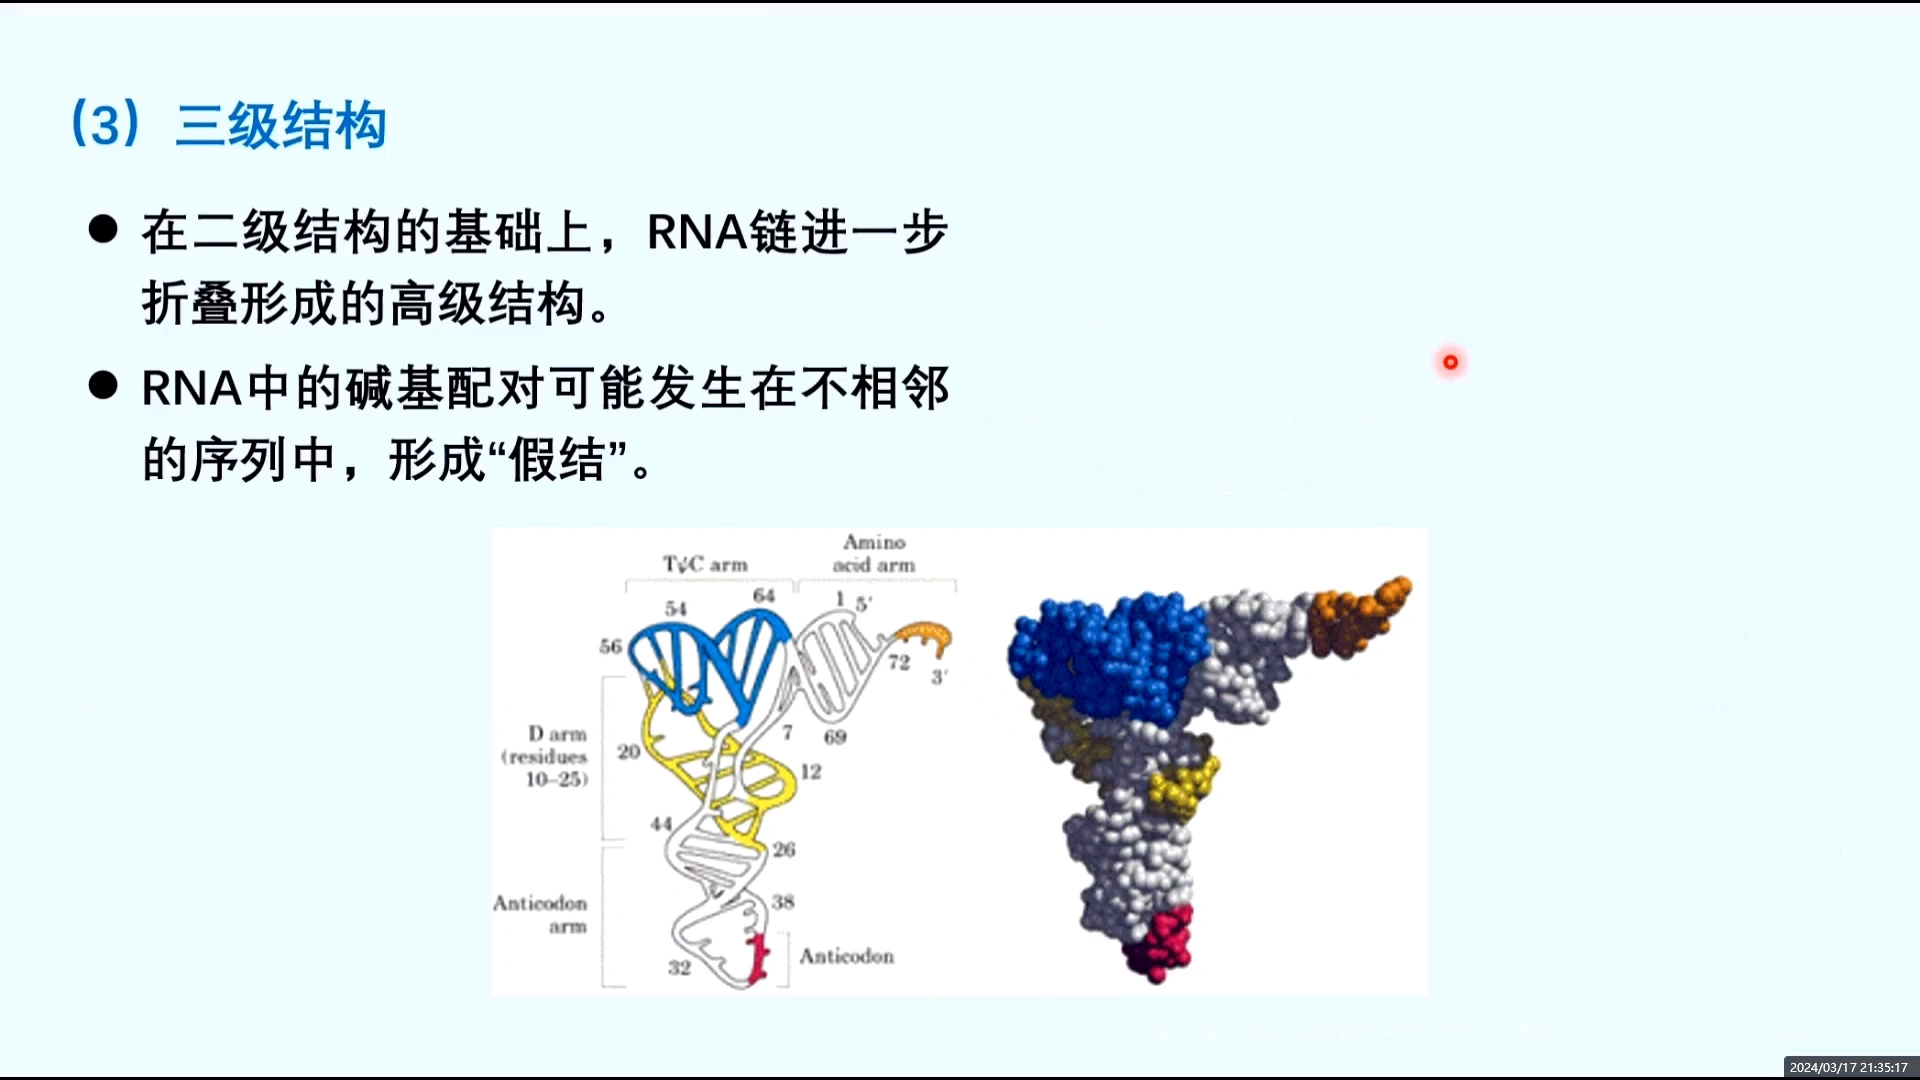 （3）三级结构
● 在二级结构的基础上，RNA链进一步
折叠形成的高级结构。
● RNA中的碱基配对可能发生在不相邻
的序列中，形成“假结”。
TψC arm
Amino
acid arm
54
64
1 5′
56
72
3′
7
69
D arm
(residues
10–25)
20
12
44
26
Anticodon
arm
38
32
Anticodon
2024/03/17 21:35:17